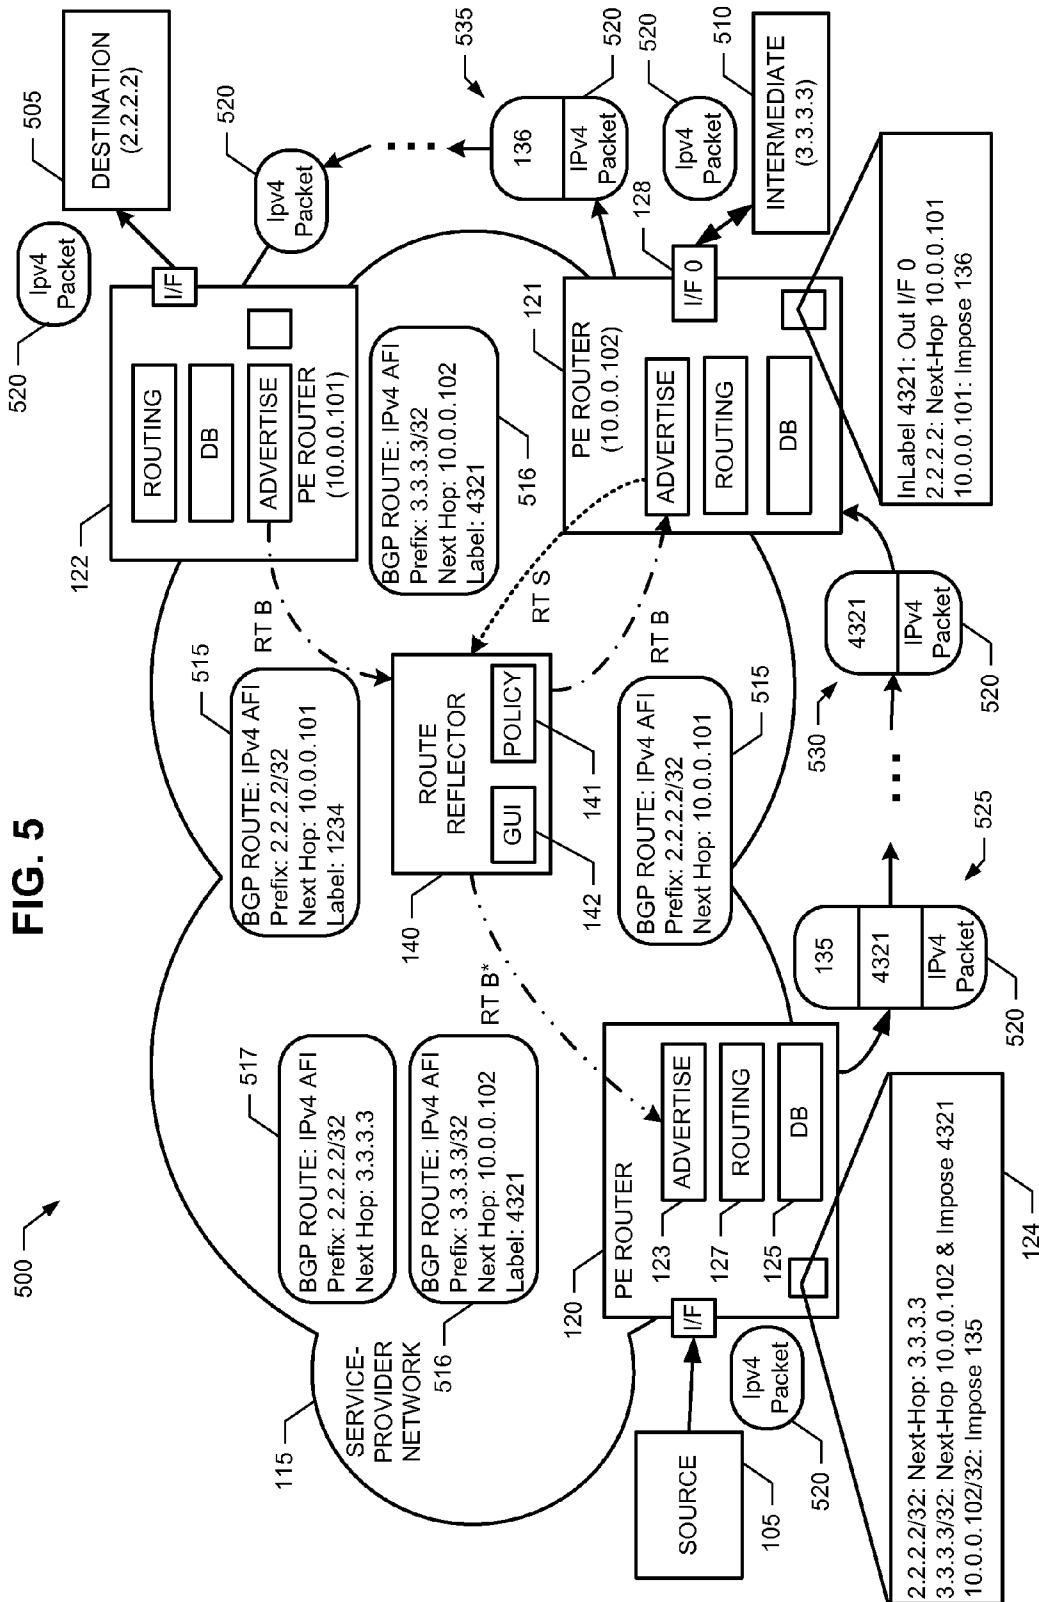 FIG. 5
500
115
SERVICE-
PROVIDER
NETWORK
517
BGP ROUTE: IPv4 AFI
Prefix: 2.2.2.2/32
Next Hop: 3.3.3.3
BGP ROUTE: IPv4 AFI
Prefix: 3.3.3.3/32
Next Hop: 10.0.0.102
Label: 4321
516
515
BGP ROUTE: IPv4 AFI
Prefix: 2.2.2.2/32
Next Hop: 10.0.0.101
Label: 1234
RT B
122
ROUTING
DB
ADVERTISE
PE ROUTER
(10.0.0.101)
I/F
520
Ipv4
Packet
505
DESTINATION
(2.2.2.2)
Ipv4
Packet
520
BGP ROUTE: IPv4 AFI
Prefix: 3.3.3.3/32
Next Hop: 10.0.0.102
Label: 4321
516
140
ROUTE
REFLECTOR
GUI
POLICY
142
141
RT B*
RT S
RT B
BGP ROUTE: IPv4 AFI
Prefix: 2.2.2.2/32
Next Hop: 10.0.0.101
515
535
136
IPv4
Packet
520
121
PE ROUTER
(10.0.0.102)
ADVERTISE
ROUTING
DB
I/F 0
128
Ipv4
Packet
520
INTERMEDIATE
(3.3.3.3)
510
SOURCE
105
I/F
Ipv4
Packet
520
120
PE ROUTER
ADVERTISE
123
ROUTING
127
DB
125
135
4321
IPv4
Packet
520
525
530
4321
IPv4
Packet
520
2.2.2.2/32: Next-Hop: 3.3.3.3
3.3.3.3/32: Next-Hop 10.0.0.102 & Impose 4321
10.0.0.102/32: Impose 135
124
InLabel 4321: Out I/F 0
2.2.2.2: Next-Hop 10.0.0.101
10.0.0.101: Impose 136